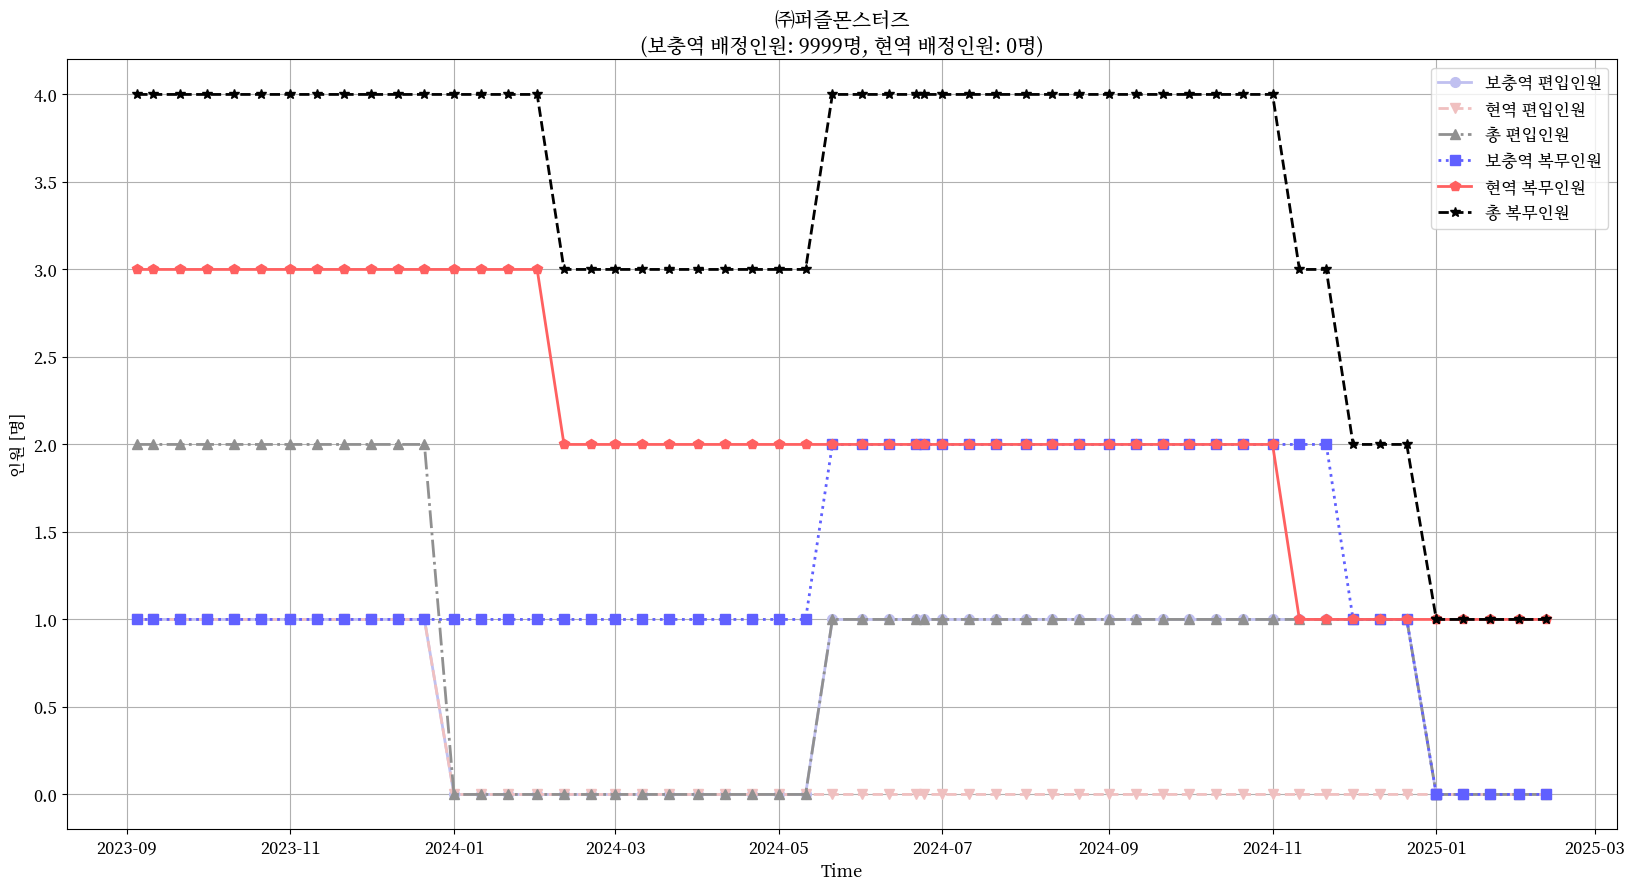 ㈜퍼즐몬스터즈
(보충역 배정인원: 9999명, 현역 배정인원: 0명)
보충역 편입인원
현역 편입인원
총 편입인원
보충역 복무인원
현역 복무인원
총 복무인원
인원 [명]
4.0
3.5
3.0
2.5
2.0
1.5
1.0
0.5
0.0
2023-09 2023-11 2024-01 2024-03 2024-05 2024-07 2024-09 2024-11 2025-01 2025-03
Time